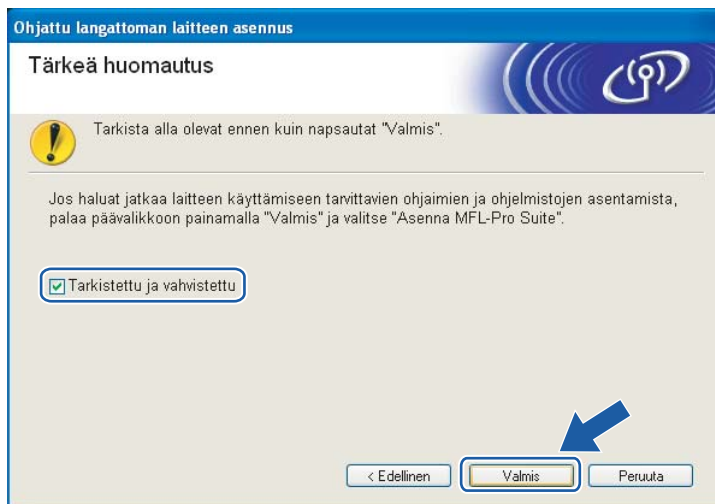 Ohjattu langattoman laitteen asennus
Tärkeä huomautus
Tarkista alla olevat ennen kuin napsautat "Valmis".
Jos haluat jatkaa laitteen käyttämiseen tarvittavien ohjaimien ja ohjelmistojen asentamista,
palaa päävalikkoon painamalla "Valmis" ja valitse "Asenna MFL-Pro Suite".
Tarkistettu ja vahvistettu
< Edellinen
Valmis
Peruuta